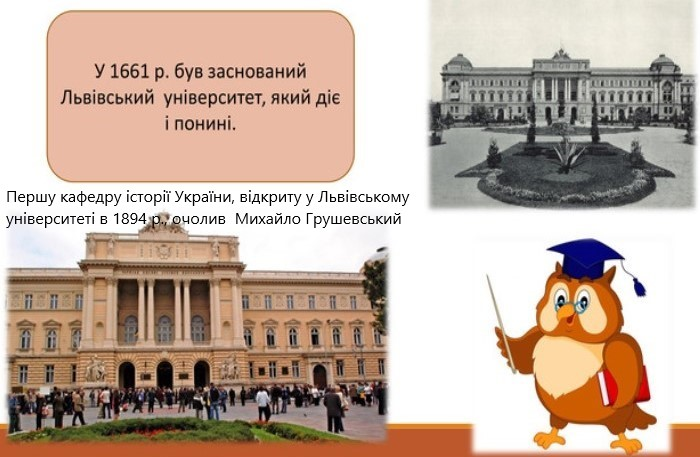 У 1661 р. був заснований
Львівський університет, який діє
і понині.
Першу кафедру історії України, відкриту у Львівському
університеті в 1894 р., очолив Михайло Грушевський